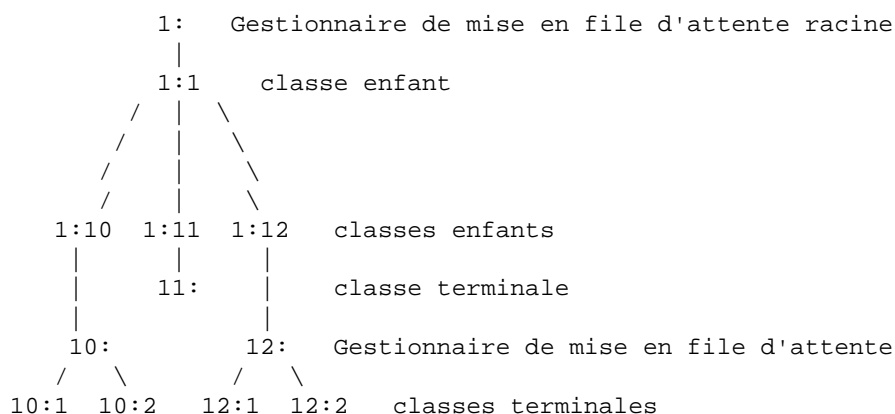 1: Gestionnaire de mise en file d'attente racine
|
1:1 classe enfant
/ | \
/ | \
/ | \
/ | \
1:10 1:11 1:12 classes enfants
| | |
| 11: | classe terminale
| |
10: 12: Gestionnaire de mise en file d'attente
/ \ / \
10:1 10:2 12:1 12:2 classes terminales